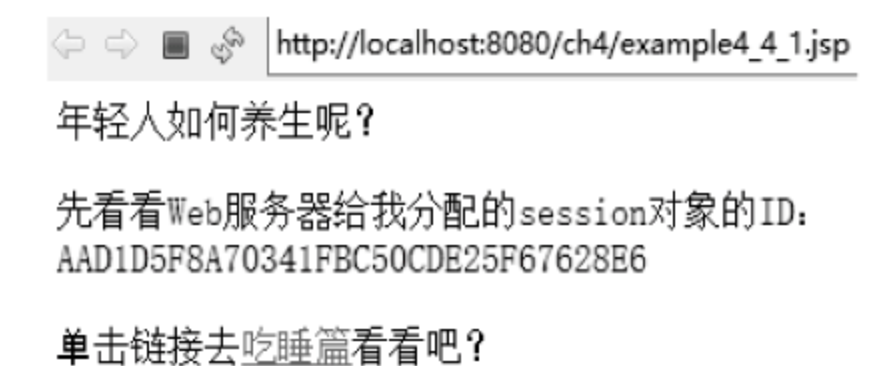 http://localhost:8080/ch4/example4_4_1.jsp
年轻人如何养生呢？
先看看Web服务器给我分配的session对象的ID：
AAD1D5F8A70341FBC50CDE25F67628E6
单击链接去吃睡篇看看吧？